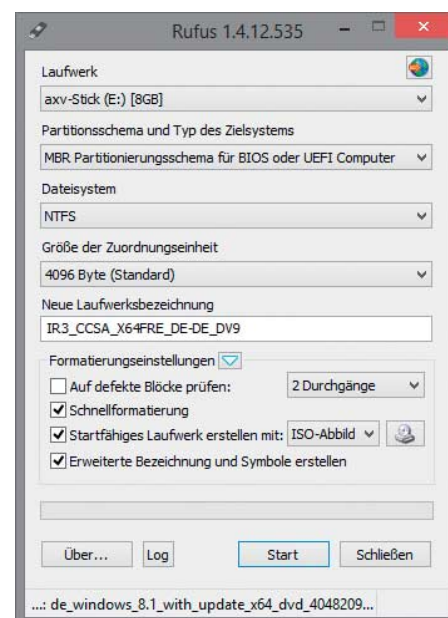 Rufus 1.4.12.535
Laufwerk
axv-Stick (E:) [8GB]
Partitionsschema und Typ des Zielsystems
MBR Partitionierungsschema für BIOS oder UEFI Computer
Dateisystem
NTFS
Größe der Zuordnungseinheit
4096 Byte (Standard)
Neue Laufwerksbezeichnung
IR3_CCSA_X64FRE_DE-DE_DV9
Formatierungseinstellungen
Auf defekte Blöcke prüfen: 2 Durchgänge
Schnellformatierung
Startfähiges Laufwerk erstellen mit: ISO-Abbild
Erweiterte Bezeichnung und Symbole erstellen
Über... Log Start Schließen
...: de_windows_8.1_with_update_x64_dvd_4048209...